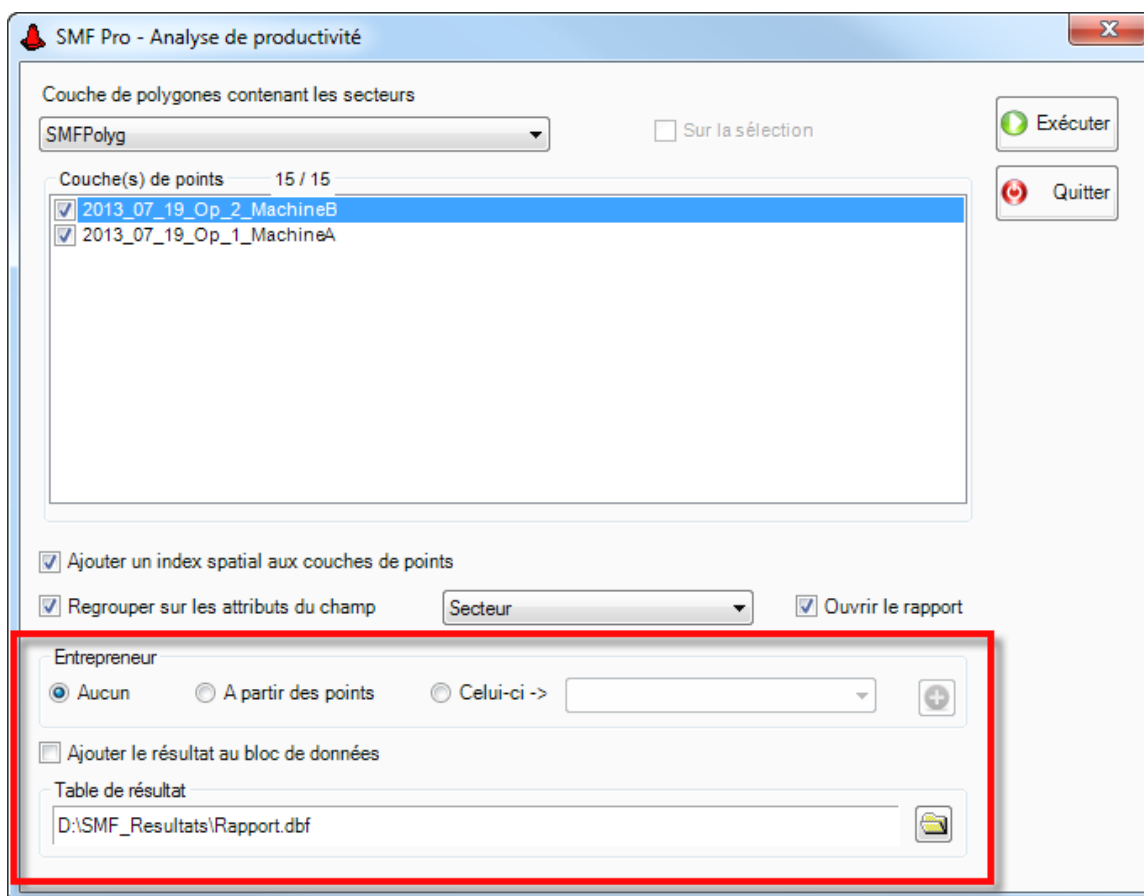 SMF Pro - Analyse de productivité
Couche de polygones contenant les secteurs
SMFPolyg
Sur la sélection
Exécuter
Couche(s) de points 15 / 15
Quitter
2013_07_19_Op_2_MachineB
2013_07_19_Op_1_MachineA
Ajouter un index spatial aux couches de points
Regrouper sur les attributs du champ Secteur Ouvrir le rapport
Entrepreneur
Aucun A partir des points Celui-ci ->
Ajouter le résultat au bloc de données
Table de résultat
D:\SMF_Resultats\Rapport.dbf